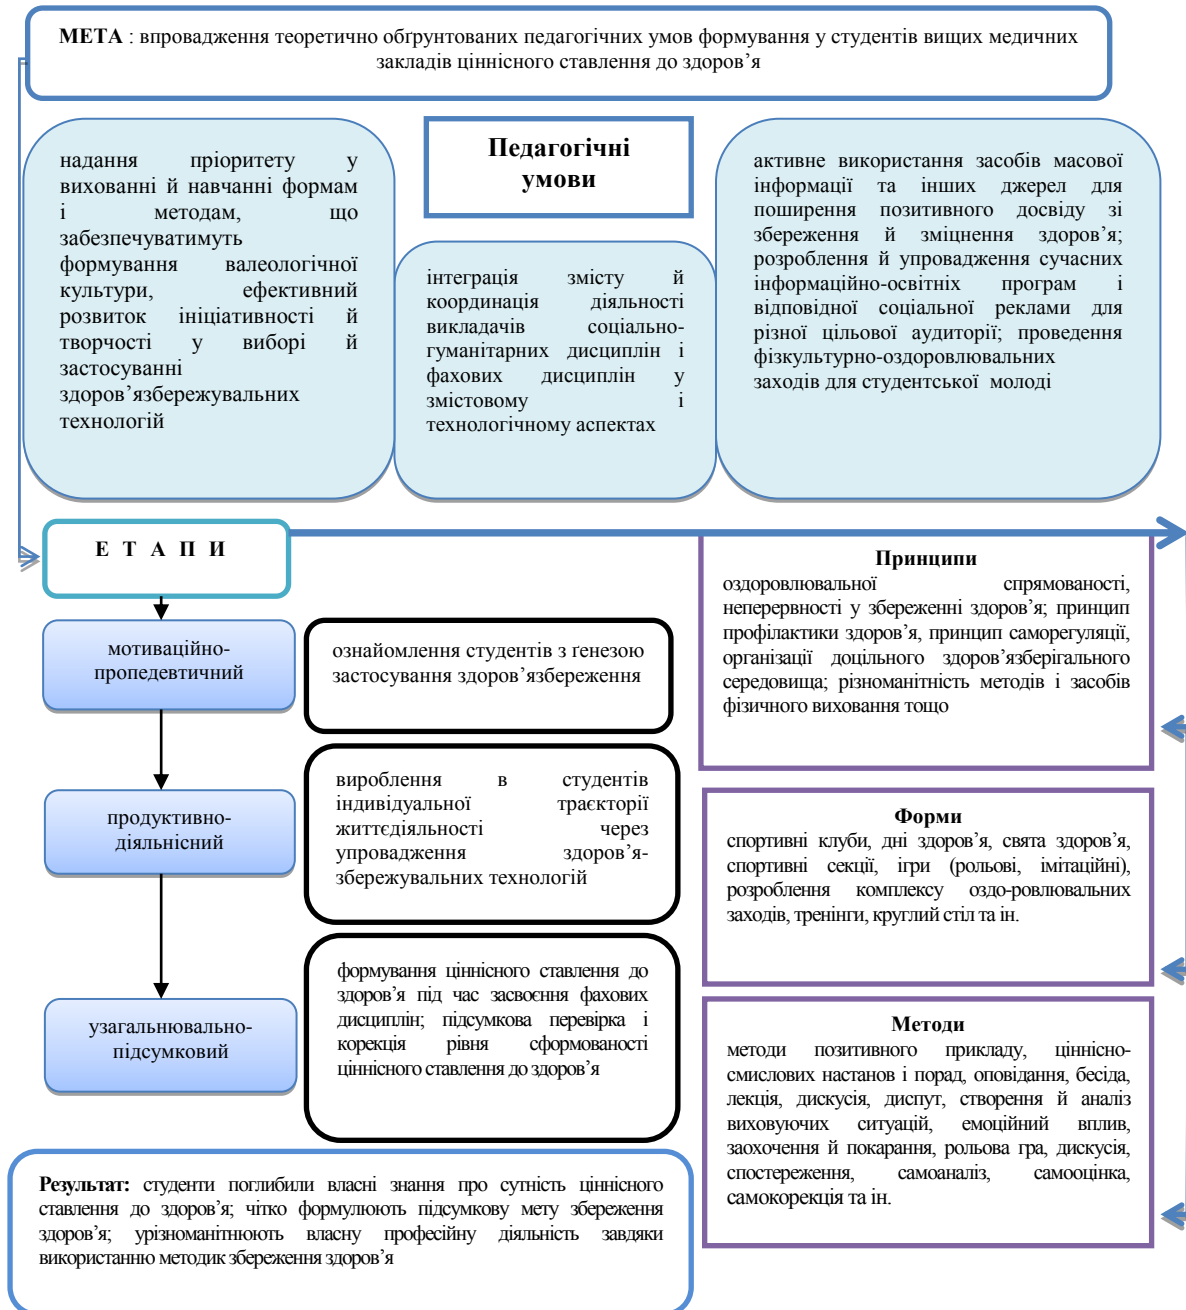 МЕТА : впровадження теоретично обґрунтованих педагогічних умов формування у студентів вищих медичних
закладів ціннісного ставлення до здоров’я
надання пріоритету у
вихованні й навчанні формам
і методам, що
забезпечуватимуть
формування валеологічної
культури, ефективний
розвиток ініціативності й
творчості у виборі й
застосуванні
здоров’язбережувальних
технологій
Педагогічні
умови
інтеграція змісту й
координація діяльності
викладачів соціально-
гуманітарних дисциплін і
фахових дисциплін у
змістовому і
технологічному аспектах
активне використання засобів масової
інформації та інших джерел для
поширення позитивного досвіду зі
збереження й зміцнення здоров’я;
розроблення й упровадження сучасних
інформаційно-освітніх програм і
відповідної соціальної реклами для
різної цільової аудиторії; проведення
фізкультурно-оздоровлювальних
заходів для студентської молоді
Е Т А П И
мотиваційно-
пропедевтичний
ознайомлення студентів з ґенезою
застосування здоров’язбереження
продуктивно-
діяльнісний
вироблення в студентів
індивідуальної траєкторії
життєдіяльності через
упровадження здоров’я-
збережувальних технологій
узагальнювально-
підсумковий
формування ціннісного ставлення до
здоров’я під час засвоєння фахових
дисциплін; підсумкова перевірка і
корекція рівня сформованості
ціннісного ставлення до здоров’я
Принципи
оздоровлювальної спрямованості,
неперервності у збереженні здоров’я; принцип
профілактики здоров’я, принцип саморегуляції,
організації доцільного здоров’язберігального
середовища; різноманітність методів і засобів
фізичного виховання тощо
Форми
спортивні клуби, дні здоров’я, свята здоров’я,
спортивні секції, ігри (рольові, імітаційні),
розроблення комплексу оздо-ровлювальних
заходів, тренінги, круглий стіл та ін.
Методи
методи позитивного прикладу, ціннісно-
смислових настанов і порад, оповідання, бесіда,
лекція, дискусія, диспут, створення й аналіз
виховуючих ситуацій, емоційний вплив,
заохочення й покарання, рольова гра, дискусія,
спостереження, самоаналіз, самооцінка,
самокорекція та ін.
Результат: студенти поглибили власні знання про сутність ціннісного
ставлення до здоров’я; чітко формулюють підсумкову мету збереження
здоров’я; урізноманітнюють власну професійну діяльність завдяки
використанню методик збереження здоров’я